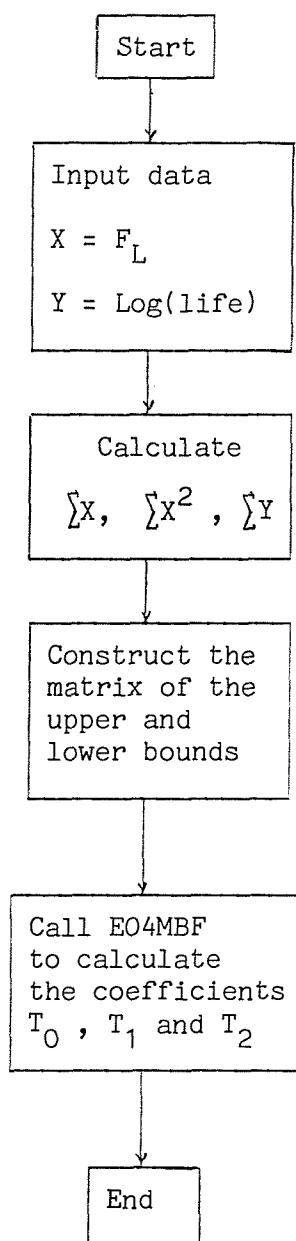 Start
Input data
X = F_L
Y = Log(life)
Calculate
∑X, ∑X², ∑Y
Construct the
matrix of the
upper and
lower bounds
Call EO4MBF
to calculate
the coefficients
T_0 , T_1 and T_2
End